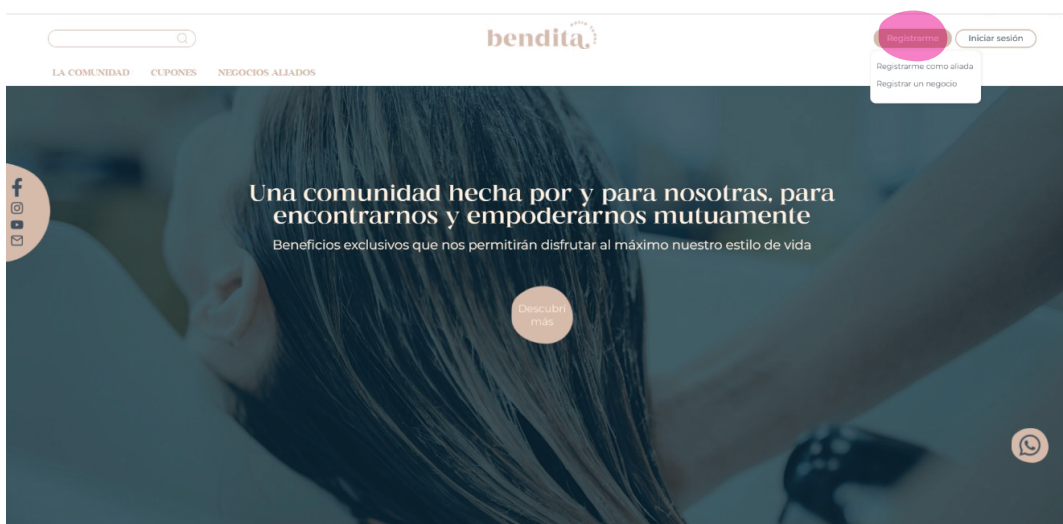 bendita
Registrarme
Iniciar sesión
Registrarme como aliada
Registrar un negocio
LA COMUNIDAD
CUPONES
NEGOCIOS ALIADOS
Una comunidad hecha por y para nosotras, para
encontrarnos y empoderarnos mutuamente
Beneficios exclusivos que nos permitirán disfrutar al máximo nuestro estilo de vida
Descubrí
más